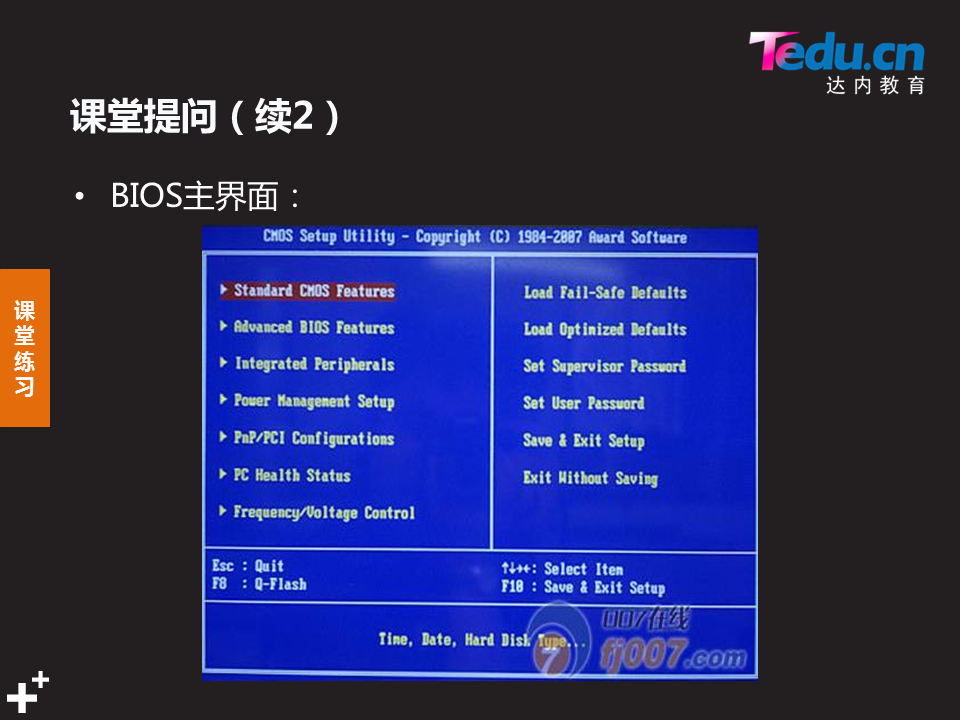 Tedu.cn
达内教育
课堂提问（续2）
• BIOS主界面：
课堂练习
CMOS Setup Utility - Copyright (C) 1984-2007 Award Software
Standard CMOS Features
Advanced BIOS Features
Integrated Peripherals
Power Management Setup
PnP/PCI Configurations
PC Health Status
Frequency/Voltage Control
Load Fail-Safe Defaults
Load Optimized Defaults
Set Supervisor Password
Set User Password
Save & Exit Setup
Exit Without Saving
Esc : Quit
F8 : Q-Flash
↑↓→←: Select Item
F10 : Save & Exit Setup
Time, Date, Hard Disk Type...
007在线
7 fj007.com